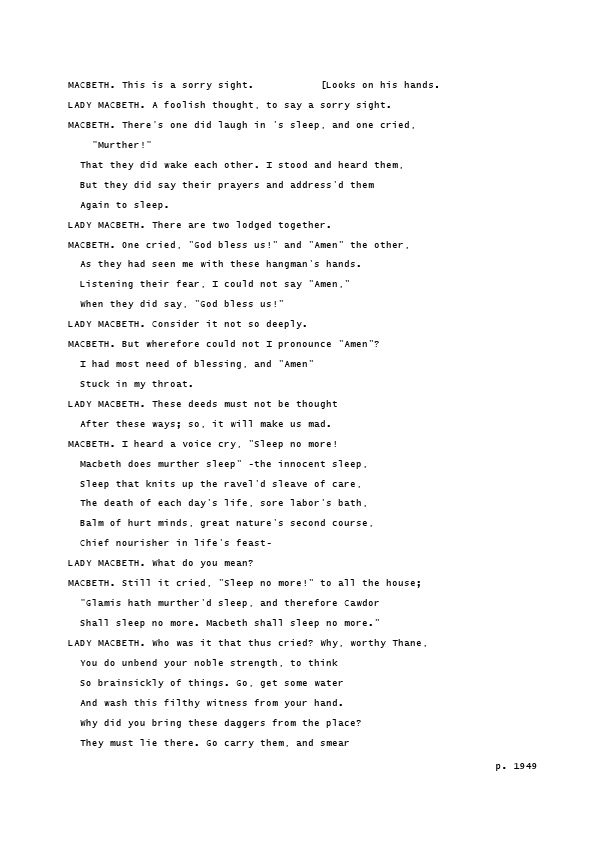 MACBETH. This is a sorry sight.           [Looks on his hands.
LADY MACBETH. A foolish thought, to say a sorry sight.
MACBETH. There's one did laugh in 's sleep, and one cried,
    "Murther!"
  That they did wake each other. I stood and heard them,
  But they did say their prayers and address'd them
  Again to sleep.
LADY MACBETH. There are two lodged together.
MACBETH. One cried, "God bless us!" and "Amen" the other,
  As they had seen me with these hangman's hands.
  Listening their fear, I could not say "Amen,"
  When they did say, "God bless us!"
LADY MACBETH. Consider it not so deeply.
MACBETH. But wherefore could not I pronounce "Amen"?
  I had most need of blessing, and "Amen"
  Stuck in my throat.
LADY MACBETH. These deeds must not be thought
  After these ways; so, it will make us mad.
MACBETH. I heard a voice cry, "Sleep no more!
  Macbeth does murther sleep" -the innocent sleep,
  Sleep that knits up the ravel'd sleave of care,
  The death of each day's life, sore labor's bath,
  Balm of hurt minds, great nature's second course,
  Chief nourisher in life's feast-
LADY MACBETH. What do you mean?
MACBETH. Still it cried, "Sleep no more!" to all the house;
  "Glamis hath murther'd sleep, and therefore Cawdor
  Shall sleep no more. Macbeth shall sleep no more."
LADY MACBETH. Who was it that thus cried? Why, worthy Thane,
  You do unbend your noble strength, to think
  So brainsickly of things. Go, get some water
  And wash this filthy witness from your hand.
  Why did you bring these daggers from the place?
  They must lie there. Go carry them, and smear
p. 1949